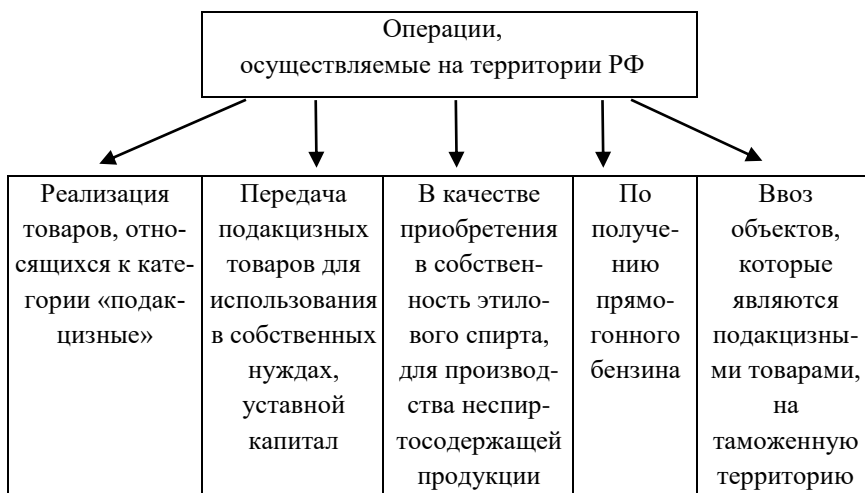 Операции,
осуществляемые на территории РФ
Реализация
товаров, отно-
сящихся к кате-
гории «подак-
цизные»
Передача
подакцизных
товаров для
использования
в собственных
нуждах,
уставной
капитал
В качестве
приобретения
в собствен-
ность этило-
вого спирта,
для производ-
ства неспир-
тосодержащей
продукции
По
получе-
нию
прямо-
гонного
бензина
Ввоз
объектов,
которые
являются
подакцизны-
ми товарами,
на
таможенную
территорию